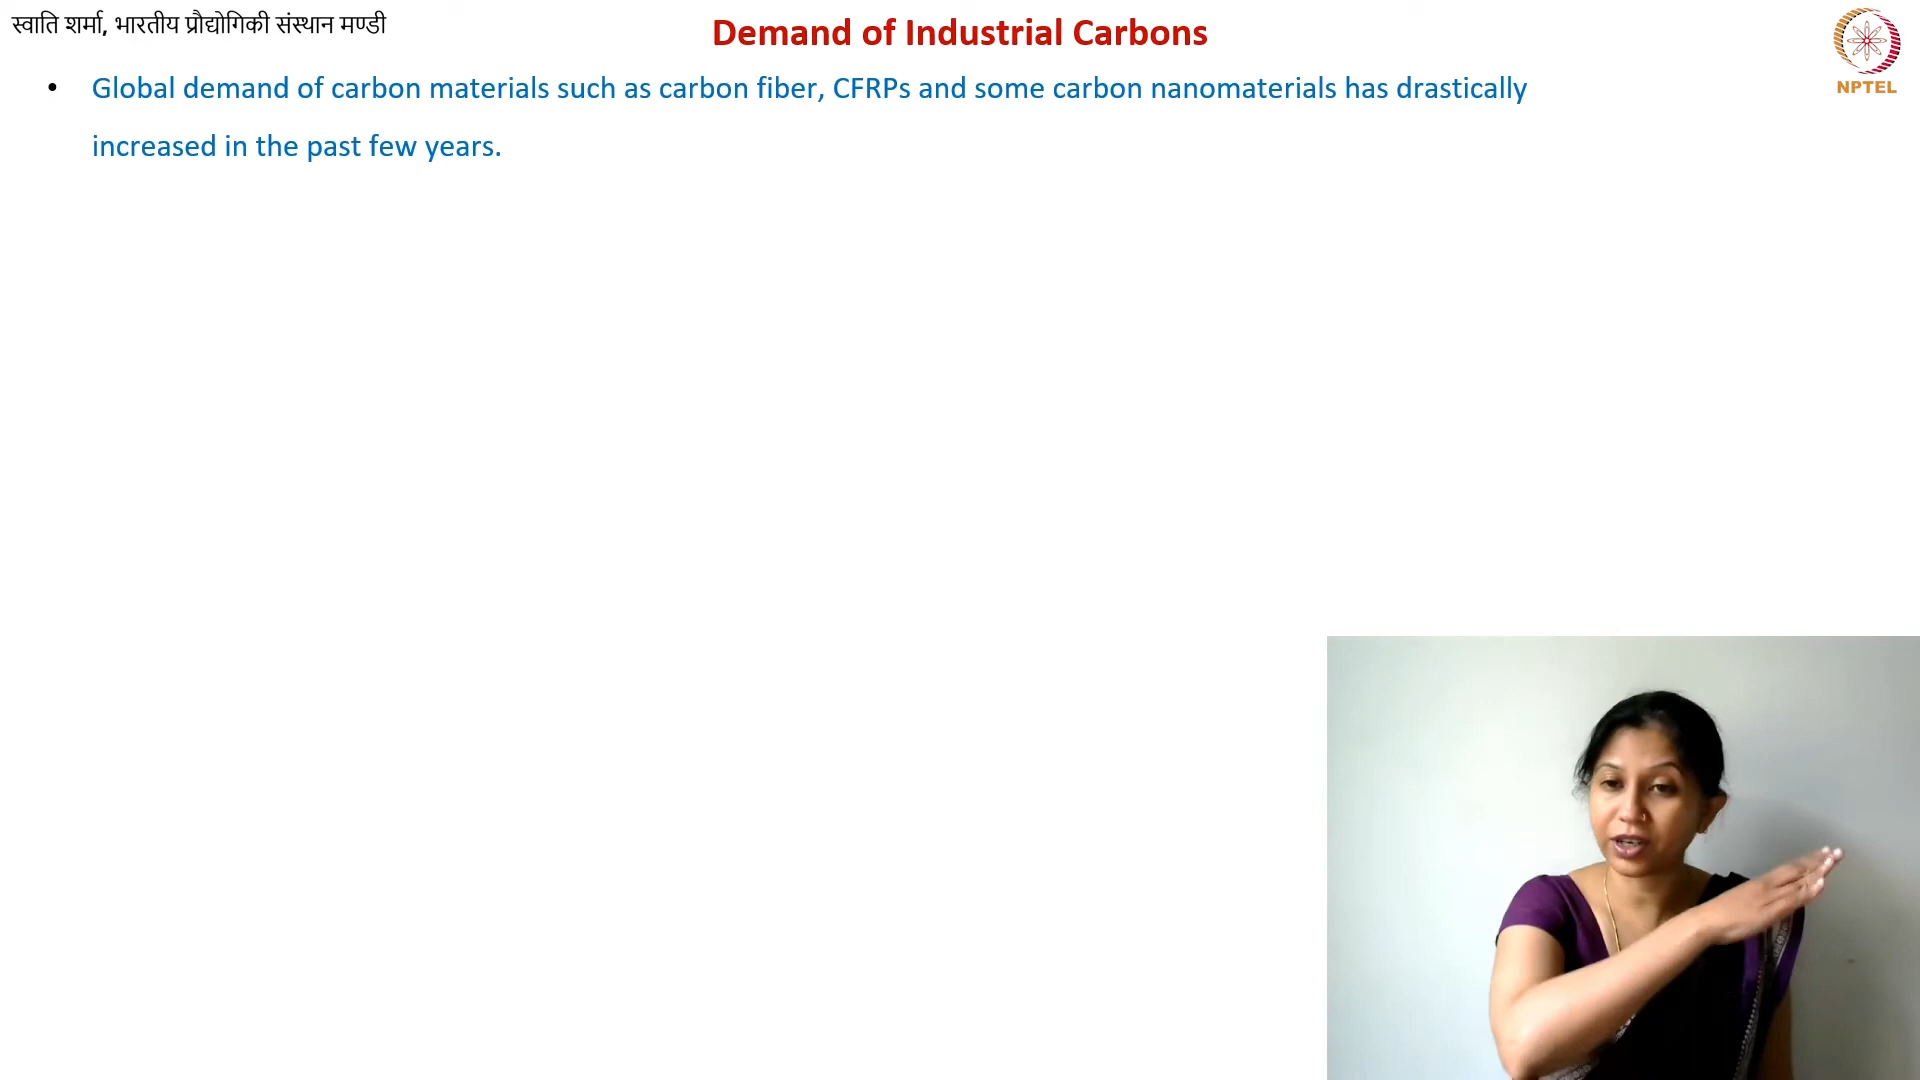 स्वाति शर्मा, भारतीय प्रौद्योगिकी संस्थान मण्डी
Demand of Industrial Carbons
NPTEL
• Global demand of carbon materials such as carbon fiber, CFRPs and some carbon nanomaterials has drastically
increased in the past few years.